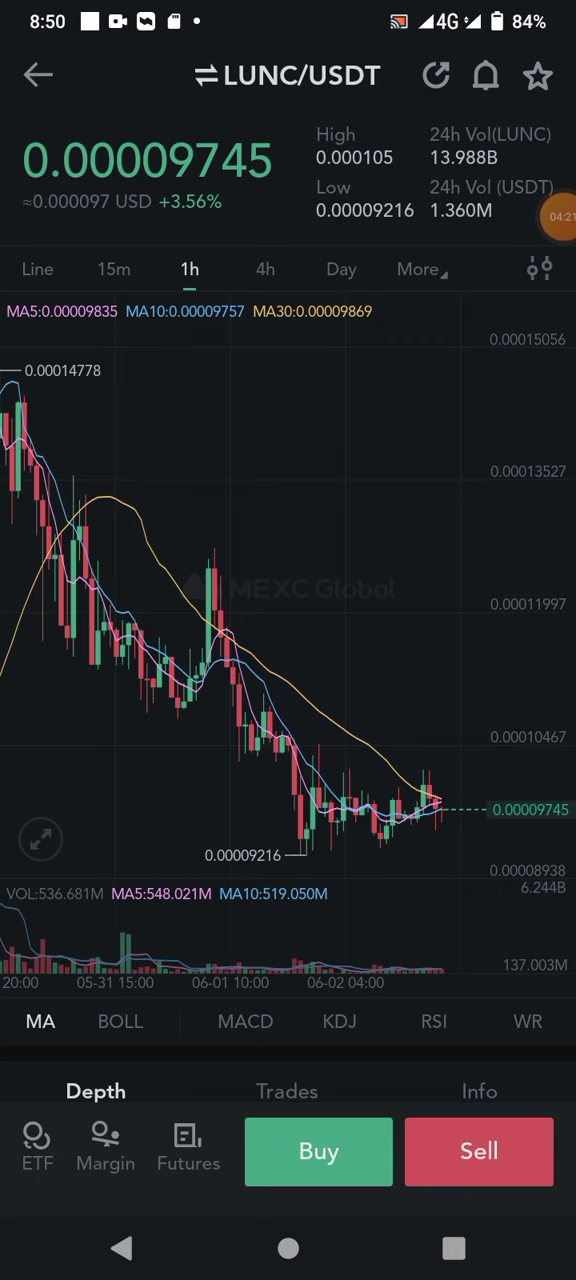 8:50 4G 84%
LUNC/USDT
High 24h Vol(LUNC)
0.00009745 0.000105 13.988B
Low 24h Vol (USDT)
≈0.000097 USD +3.56% 0.00009216 1.360M
04:21
Line 15m 1h 4h Day More
MA5:0.00009835 MA10:0.00009757 MA30:0.00009869
0.00015056
0.00014778
0.00013527
MEXC Global
0.00011997
0.00010467
0.00009745
0.00009216
0.00008938
VOL:536.681M MA5:548.021M MA10:519.050M 6.244B
137.003M
20:00 05-31 15:00 06-01 10:00 06-02 04:00
MA BOLL MACD KDJ RSI WR
Depth Trades Info
ETF Margin Futures Buy Sell